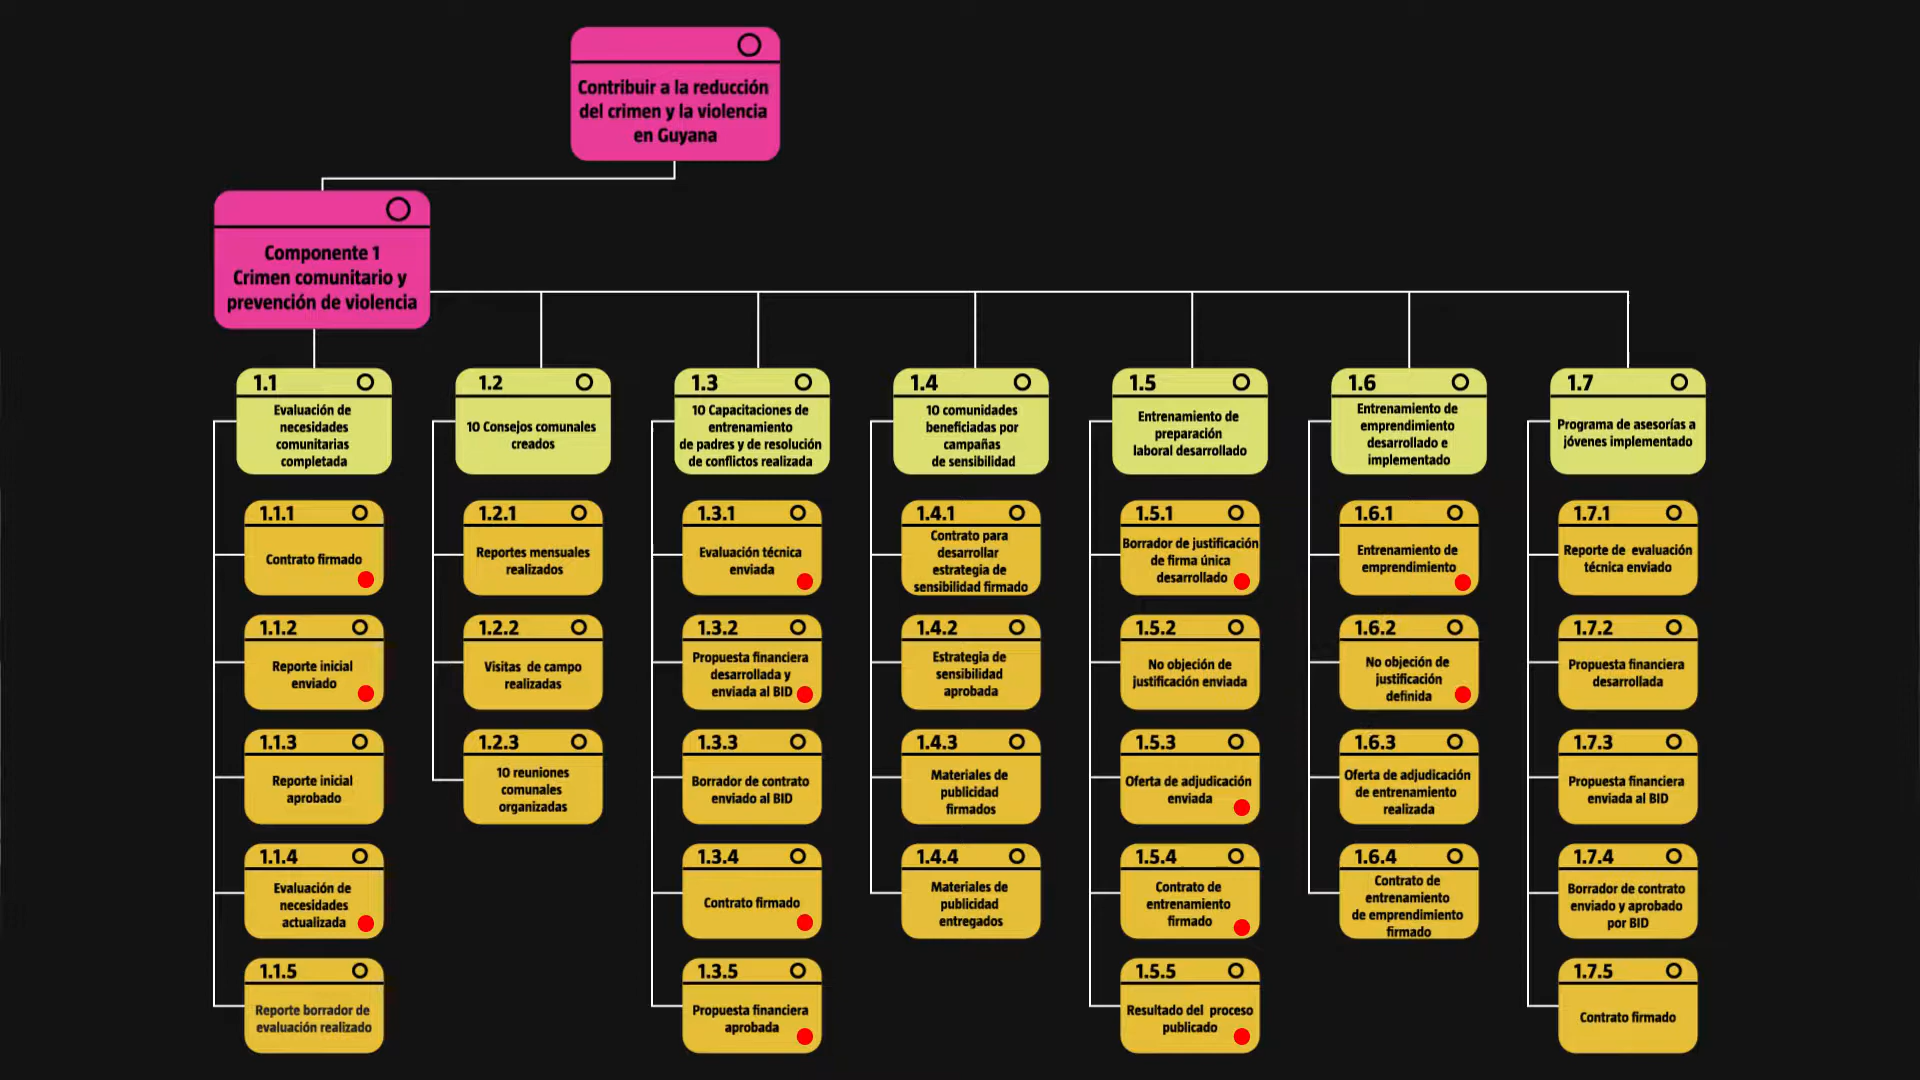 Contribuir a la reducción
del crimen y la violencia
en Guyana
Componente 1
Crimen comunitario y
prevención de violencia
1.1
Evaluación de
necesidades
comunitarias
completada
1.1.1
Contrato firmado
1.1.2
Reporte inicial
enviado
1.1.3
Reporte inicial
aprobado
1.1.4
Evaluación de
necesidades
actualizada
1.1.5
Reporte borrador de
evaluación realizado
1.2
10 Consejos comunales
creados
1.2.1
Reportes mensuales
realizados
1.2.2
Visitas de campo
realizadas
1.2.3
10 reuniones
comunales
organizadas
1.3
10 Capacitaciones de
entrenamiento
de padres y de resolución
de conflictos realizada
1.3.1
Evaluación técnica
enviada
1.3.2
Propuesta financiera
desarrollada y
enviada al BID
1.3.3
Borrador de contrato
enviado al BID
1.3.4
Contrato firmado
1.3.5
Propuesta financiera
aprobada
1.4
10 comunidades
beneficiadas por
campañas
de sensibilidad
1.4.1
Contrato para
desarrollar
estrategia de
sensibilidad firmado
1.4.2
Estrategia de
sensibilidad
aprobada
1.4.3
Materiales de
publicidad
firmados
1.4.4
Materiales de
publicidad
entregados
1.5
Entrenamiento de
preparación
laboral desarrollado
1.5.1
Borrador de justificación
de firma única
desarrollado
1.5.2
No objeción de
justificación enviada
1.5.3
Oferta de adjudicación
enviada
1.5.4
Contrato de
entrenamiento
firmado
1.5.5
Resultado del proceso
publicado
1.6
Entrenamiento de
emprendimiento
desarrollado e
implementado
1.6.1
Entrenamiento de
emprendimiento
1.6.2
No objeción de
justificación
definida
1.6.3
Oferta de adjudicación
de entrenamiento
realizada
1.6.4
Contrato de
entrenamiento
de emprendimiento
firmado
1.7
Programa de asesorías a
jóvenes implementado
1.7.1
Reporte de evaluación
técnica enviado
1.7.2
Propuesta financiera
desarrollada
1.7.3
Propuesta financiera
enviada al BID
1.7.4
Borrador de contrato
enviado y aprobado
por BID
1.7.5
Contrato firmado